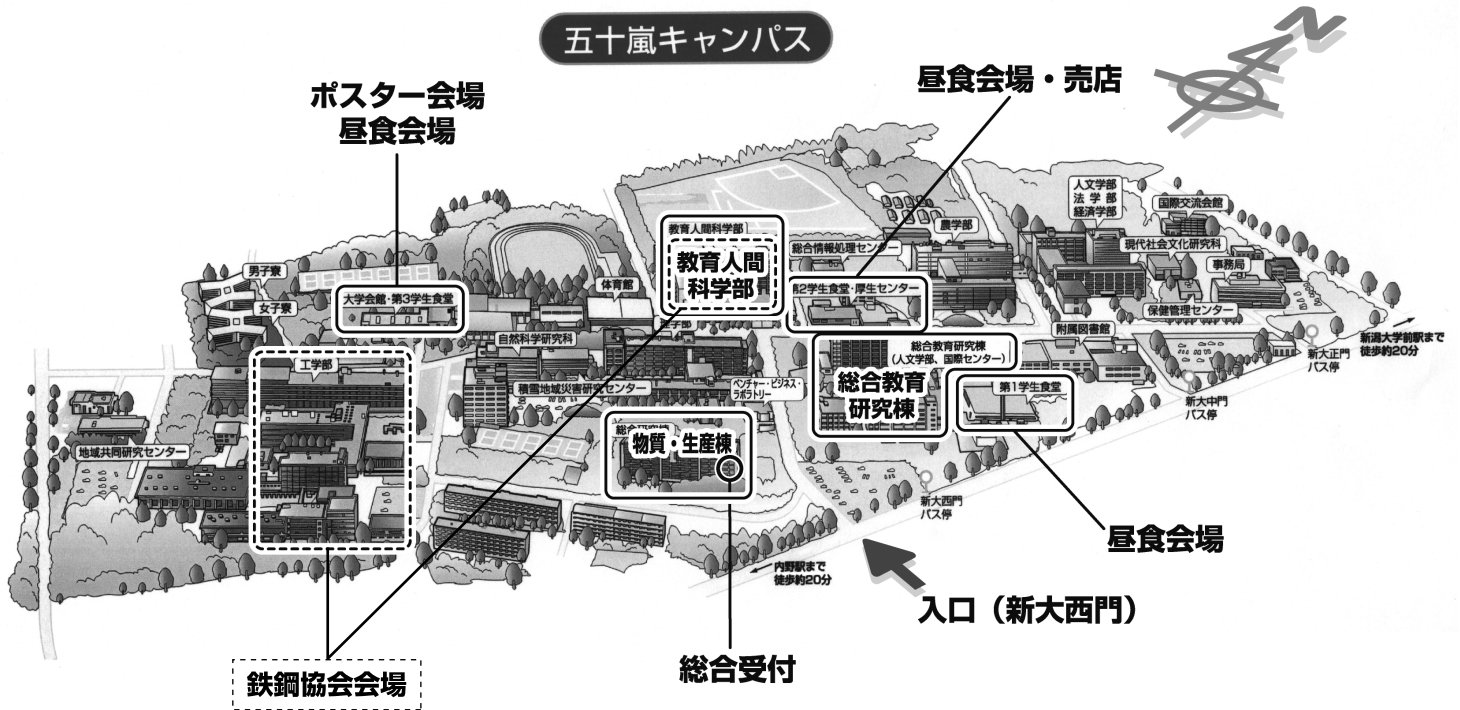 五十嵐キャンパス
N
ポスター会場
昼食会場
昼食会場・売店
人文学部
法学部
経済学部
国際交流会館
教育人間科学部
教育人間
科学部
総合情報処理センター
農学部
現代社会文化研究科
事務局
男子寮
女子寮
大学会館・第3学生食堂
体育館
第2学生食堂・厚生センター
保健管理センター
理学部
附属図書館
新潟大学前駅まで
徒歩約20分
自然科学研究科
総合教育研究棟
(人文学部、国際センター)
新大正門
バス停
工学部
総合教育
研究棟
積雪地域災害研究センター
ベンチャー・ビジネス・
ラボラトリー
第1学生食堂
新大中門
バス停
総合研究棟
物質・生産棟
地域共同研究センター
新大西門
バス停
昼食会場
内野駅まで
徒歩約20分
入口（新大西門）
総合受付
鉄鋼協会会場